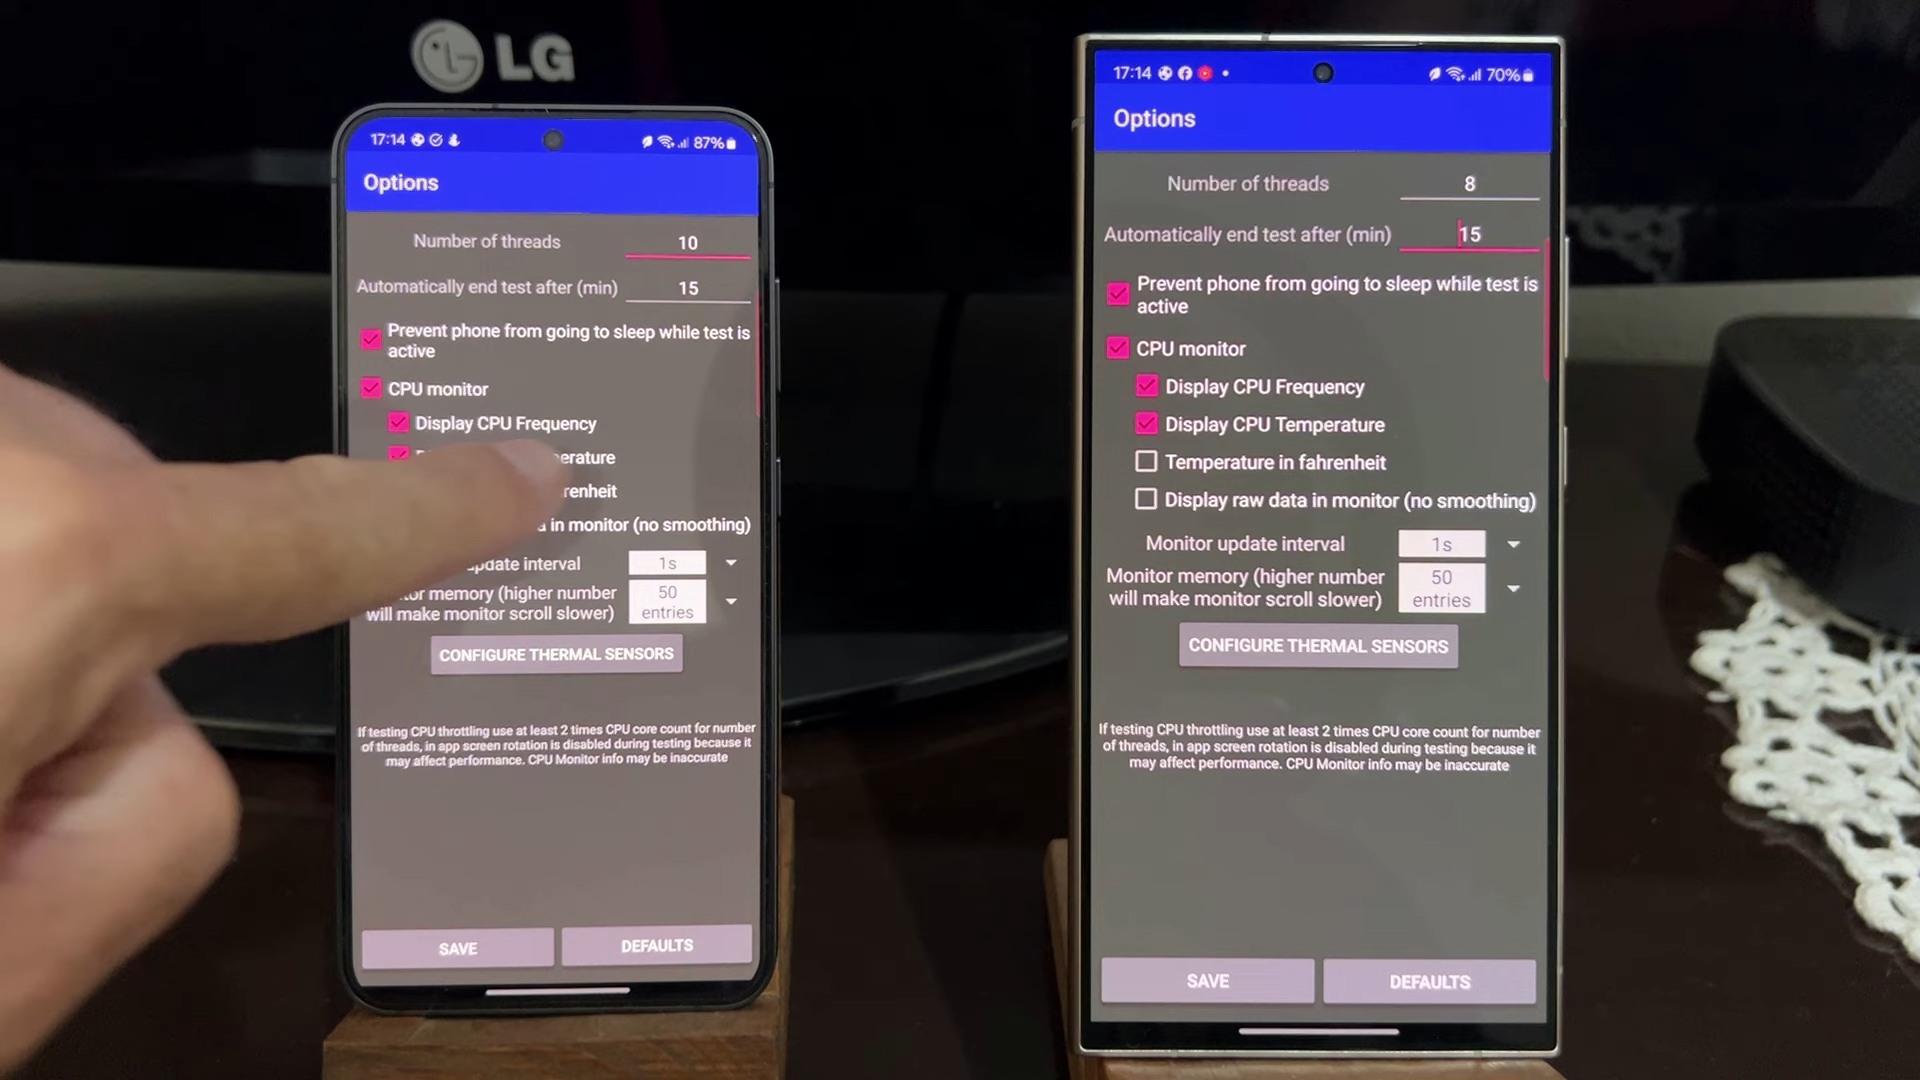 LG
17:14
87%
Options
Number of threads
10
Automatically end test after (min)
15
Prevent phone from going to sleep while test is
active
CPU monitor
Display CPU Frequency
erature
renheit
in monitor (no smoothing)
update interval
1s
memory (higher number
will make monitor scroll slower)
50
entries
CONFIGURE THERMAL SENSORS
If testing CPU throttling use at least 2 times CPU core count for number
of threads, in app screen rotation is disabled during testing because it
may affect performance. CPU Monitor info may be inaccurate
SAVE
DEFAULTS
17:14
70%
Options
Number of threads
8
Automatically end test after (min)
15
Prevent phone from going to sleep while test is
active
CPU monitor
Display CPU Frequency
Display CPU Temperature
Temperature in fahrenheit
Display raw data in monitor (no smoothing)
Monitor update interval
1s
Monitor memory (higher number
will make monitor scroll slower)
50
entries
CONFIGURE THERMAL SENSORS
If testing CPU throttling use at least 2 times CPU core count for number
of threads, in app screen rotation is disabled during testing because it
may affect performance. CPU Monitor info may be inaccurate
SAVE
DEFAULTS